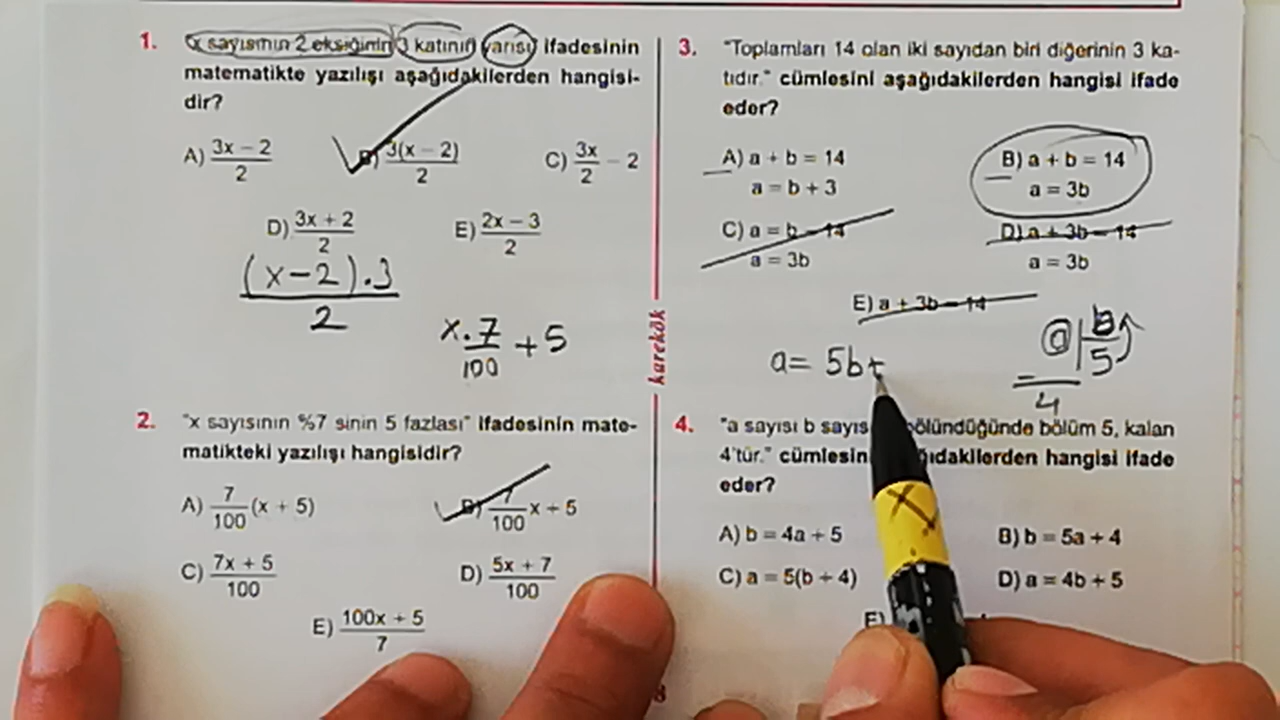 1. x sayısının 2 eksiğinin 3 katının yarısı ifadesinin
matematikte yazılışı aşağıdakilerden hangisi-
dir?
A) 3x - 2 / 2
B) 3(x - 2) / 2
C) 3x / 2 - 2
D) 3x + 2 / 2
E) 2x - 3 / 2
(x-2).3 / 2
x. 7 / 100 + 5
2. "x sayısının %7 sinin 5 fazlası" ifadesinin mate-
matikteki yazılışı hangisidir?
A) 7 / 100 (x + 5)
B) 7 / 100 x + 5
C) 7x + 5 / 100
D) 5x + 7 / 100
E) 100x + 5 / 7
karekök
3. "Toplamları 14 olan iki sayıdan biri diğerinin 3 ka-
tıdır." cümlesini aşağıdakilerden hangisi ifade
eder?
A) a + b = 14
a = b + 3
B) a + b = 14
a = 3b
C) a = b - 14
a = 3b
D) a + 3b = 14
a = 3b
E) a + 3b = 14
a = 5b+
a b
5
- 4
4. "a sayısı b bölündüğünde bölüm 5, kalan
4'tür." hangisi ifade
eder?
A) b = 4a + 5
B) b = 5a + 4
C) a = 5(b + 4)
D) a = 4b + 5
E)
x
8